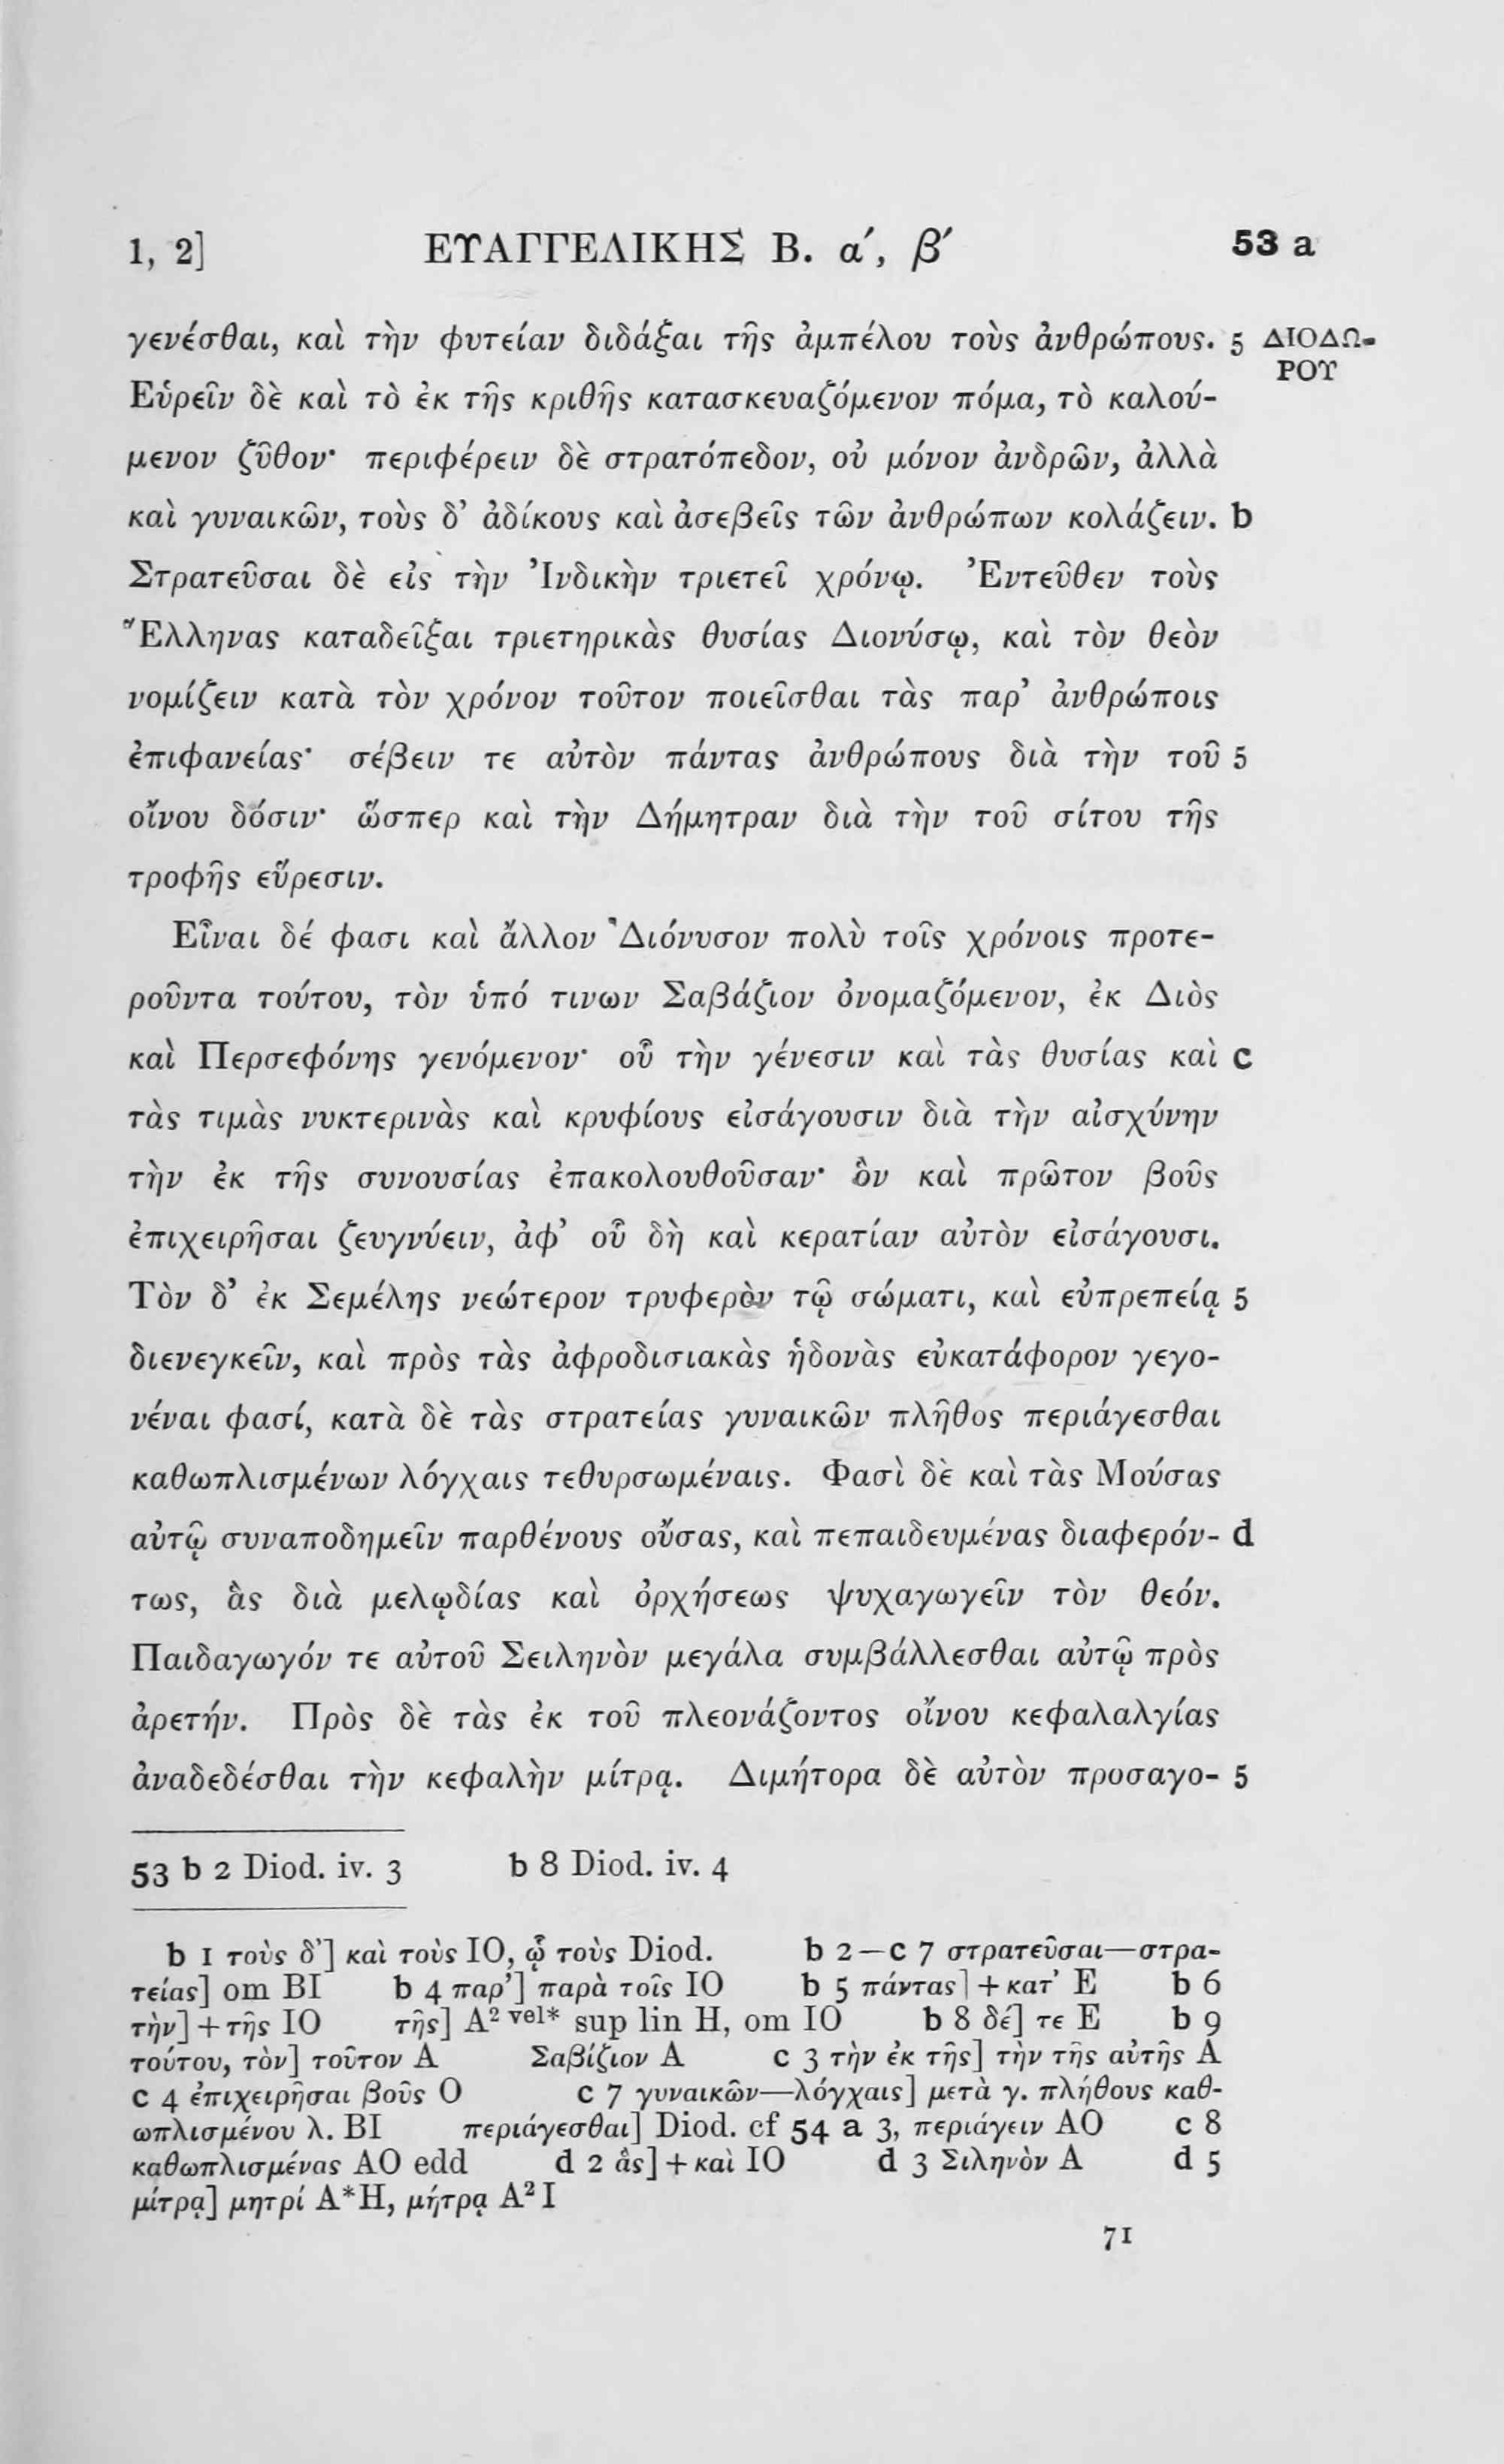 1, 2] ΕΥΑΓΓΕΛΙΚΗΣ Β. α´, β´ 53 a
γενέσθαι, καὶ τὴν φυτείαν διδάξαι τῆς ἀμπέλου τοὺς ἀνθρώπους. 5 ΔΙΟΔΩ-
ΡΟΥ
Εὑρεῖν δὲ καὶ τὸ ἐκ τῆς κριθῆς κατασκευαζόμενον πόμα, τὸ καλού-
μενον ζῦθον· περιφέρειν δὲ στρατόπεδον, οὐ μόνον ἀνδρῶν, ἀλλὰ
καὶ γυναικῶν, τοὺς δ’ ἀδίκους καὶ ἀσεβεῖς τῶν ἀνθρώπων κολάζειν. b
Στρατεῦσαι δὲ εἰς τὴν Ἰνδικὴν τριετεῖ χρόνῳ. Ἐντεῦθεν τοὺς
Ἕλληνας καταδεῖξαι τριετηρικὰς θυσίας Διονύσῳ, καὶ τὸν θεὸν
νομίζειν κατὰ τὸν χρόνον τοῦτον ποιεῖσθαι τὰς παρ’ ἀνθρώποις
ἐπιφανείας· σέβειν τε αὐτὸν πάντας ἀνθρώπους διὰ τὴν τοῦ 5
οἴνου δόσιν· ὥσπερ καὶ τὴν Δήμητραν διὰ τὴν τοῦ σίτου τῆς
τροφῆς εὕρεσιν.
Εἶναι δέ φασι καὶ ἄλλον Διόνυσον πολὺ τοῖς χρόνοις προτε-
ροῦντα τούτου, τὸν ὑπό τινων Σαβάζιον ὀνομαζόμενον, ἐκ Διὸς
καὶ Περσεφόνης γενόμενον· οὗ τὴν γένεσιν καὶ τὰς θυσίας καὶ c
τὰς τιμὰς νυκτερινὰς καὶ κρυφίους εἰσάγουσιν διὰ τὴν αἰσχύνην
τὴν ἐκ τῆς συνουσίας ἐπακολουθοῦσαν· ὃν καὶ πρῶτον βοῦς
ἐπιχειρῆσαι ζευγνύειν, ἀφ’ οὗ δὴ καὶ κερατίαν αὐτὸν εἰσάγουσι.
Τὸν δ’ ἐκ Σεμέλης νεώτερον τρυφερὸν τῷ σώματι, καὶ εὐπρεπείᾳ 5
διενεγκεῖν, καὶ πρὸς τὰς ἀφροδισιακὰς ἡδονὰς εὐκατάφορον γεγο-
νέναι φασί, κατὰ δὲ τὰς στρατείας γυναικῶν πλῆθος περιάγεσθαι
καθωπλισμένων λόγχαις τεθυρσωμέναις. Φασὶ δὲ καὶ τὰς Μούσας
αὐτῷ συναποδημεῖν παρθένους οὔσας, καὶ πεπαιδευμένας διαφερόν- d
τως, ἃς διὰ μελῳδίας καὶ ὀρχήσεως ψυχαγωγεῖν τὸν θεόν.
Παιδαγωγόν τε αὐτοῦ Σειληνὸν μεγάλα συμβάλλεσθαι αὐτῷ πρὸς
ἀρετήν. Πρὸς δὲ τὰς ἐκ τοῦ πλεονάζοντος οἴνου κεφαλαλγίας
ἀναδεδέσθαι τὴν κεφαλὴν μίτρᾳ. Διμήτορα δὲ αὐτὸν προσαγο- 5
53 b 2 Diod. iv. 3 b 8 Diod. iv. 4
b 1 τοὺς δ’] καὶ τοὺς IO, ᾧ τοὺς Diod. b 2—c 7 στρατεῦσαι—στρα-
τείας] om BI b 4 παρ’] παρὰ τοῖς IO b 5 πάντας] + κατ’ E b 6
τὴν] + τῆς IO τῆς] A² vel* sup lin H, om IO b 8 δέ] τε E b 9
τούτου, τὸν] τοῦτον A Σαβίζιον A c 3 τὴν ἐκ τῆς] τὴν τῆς αὐτῆς A
c 4 ἐπιχειρῆσαι βοῦς O c 7 γυναικῶν—λόγχαις] μετὰ γ. πλήθους καθ-
ωπλισμένου λ. BI περιάγεσθαι] Diod. cf 54 a 3, περιάγειν AO c 8
καθωπλισμένας AO edd d 2 ἃς] + καὶ IO d 3 Σιληνὸν A d 5
μίτρᾳ] μητρί A*H, μήτρᾳ A² I
71